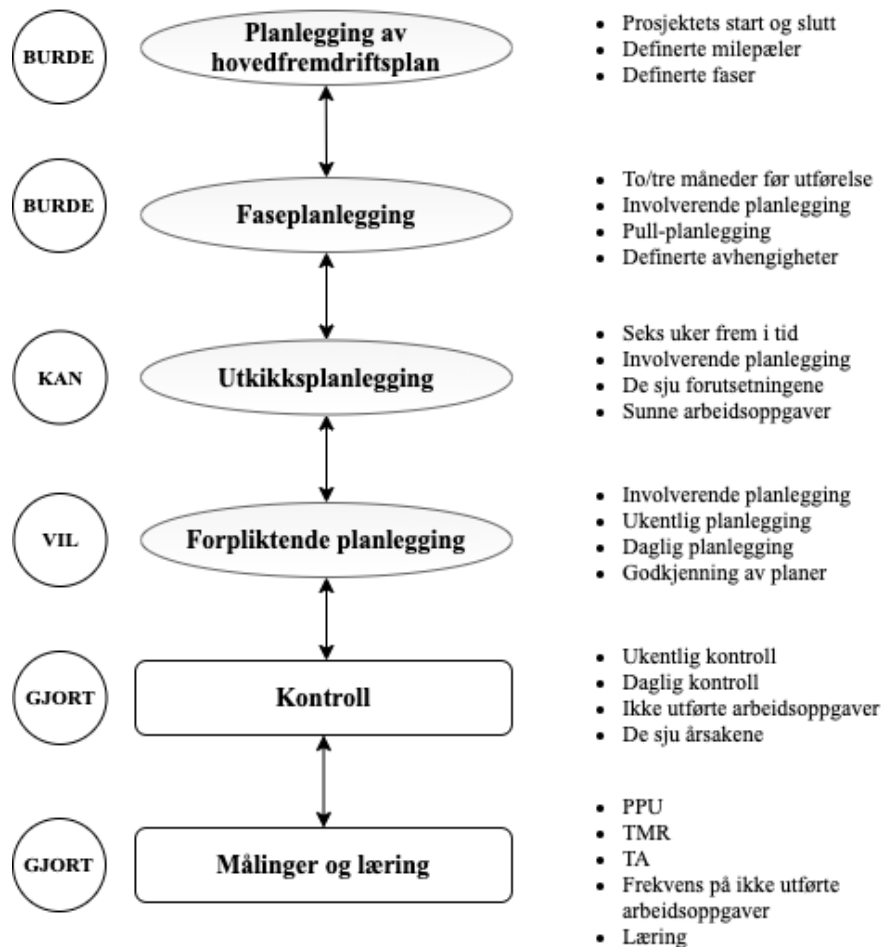 BURDE
Planlegging av
hovedfremdriftsplan
• Prosjektets start og slutt
• Definerte milepæler
• Definerte faser
BURDE
Faseplanlegging
• To/tre måneder før utførelse
• Involverende planlegging
• Pull-planlegging
• Definerte avhengigheter
KAN
Utkikksplanlegging
• Seks uker frem i tid
• Involverende planlegging
• De sju forutsetningene
• Sunne arbeidsoppgaver
VIL
Forpliktende planlegging
• Involverende planlegging
• Ukentlig planlegging
• Daglig planlegging
• Godkjenning av planer
GJORT
Kontroll
• Ukentlig kontroll
• Daglig kontroll
• Ikke utførte arbeidsoppgaver
• De sju årsakene
GJORT
Målinger og læring
• PPU
• TMR
• TA
• Frekvens på ikke utførte
arbeidsoppgaver
• Læring